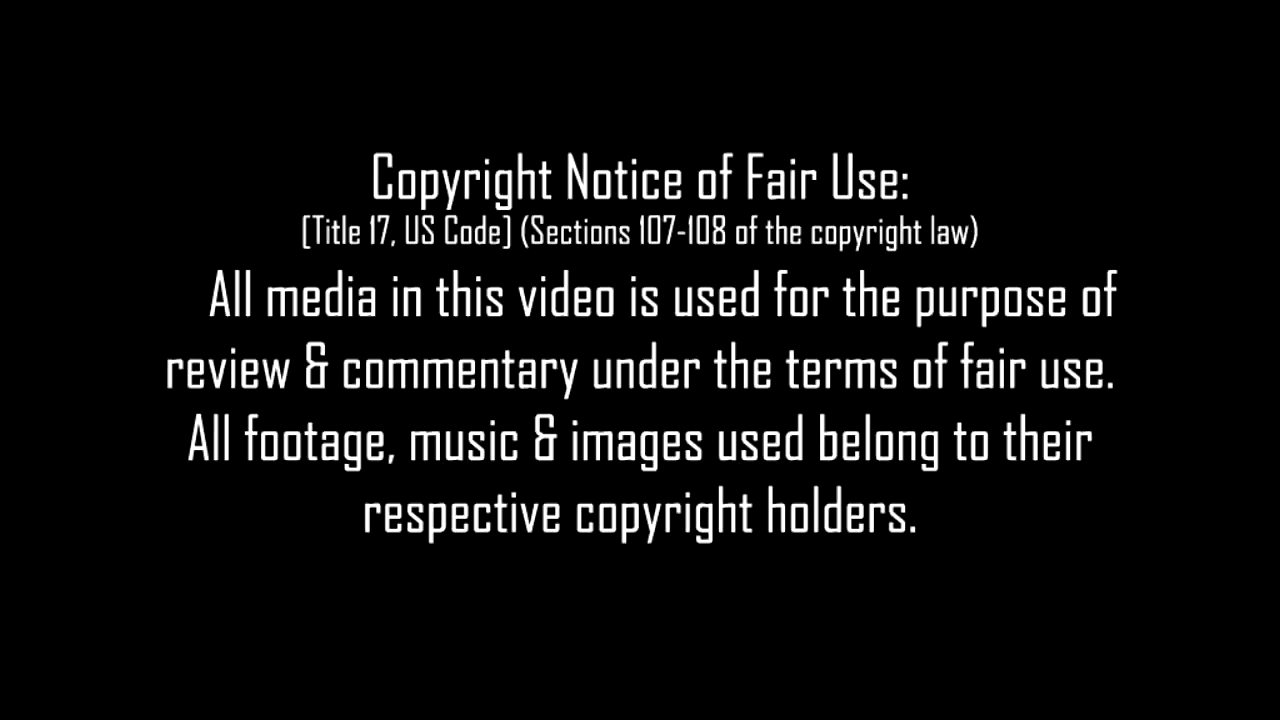 Copyright Notice of Fair Use:
[Title 17, US Code] (Sections 107-108 of the copyright law)
All media in this video is used for the purpose of
review & commentary under the terms of fair use.
All footage, music & images used belong to their
respective copyright holders.